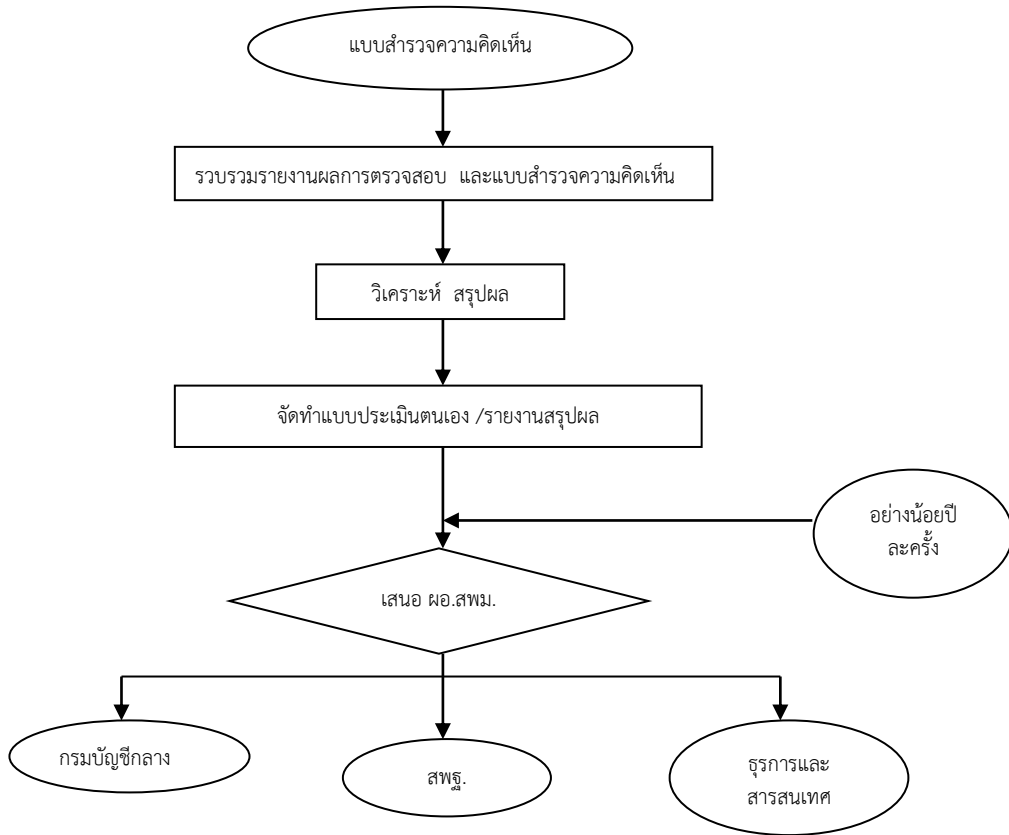 แบบสำรวจความคิดเห็น
รวบรวมรายงานผลการตรวจสอบ และแบบสำรวจความคิดเห็น
วิเคราะห์ สรุปผล
จัดทำแบบประเมินตนเอง /รายงานสรุปผล
อย่างน้อยปี
ละครั้ง
เสนอ ผอ.สพม.
กรมบัญชีกลาง
สพฐ.
ธุรการและ
สารสนเทศ